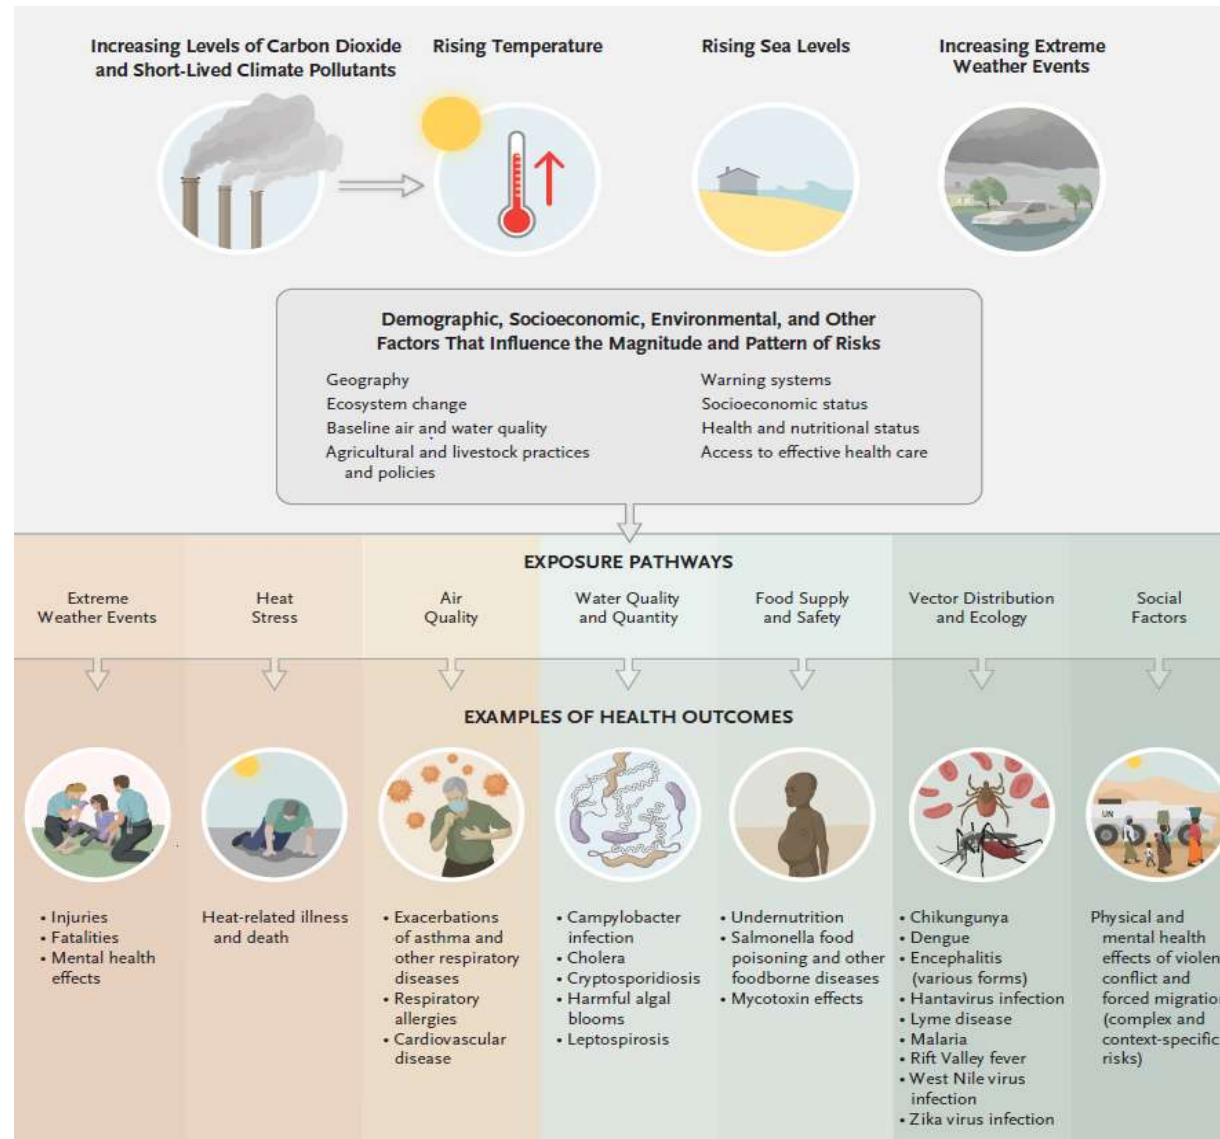 Increasing Levels of Carbon Dioxide
and Short-Lived Climate Pollutants
Rising Temperature
Rising Sea Levels
Increasing Extreme
Weather Events
Demographic, Socioeconomic, Environmental, and Other
Factors That Influence the Magnitude and Pattern of Risks
Geography
Ecosystem change
Baseline air and water quality
Agricultural and livestock practices
and policies
Warning systems
Socioeconomic status
Health and nutritional status
Access to effective health care
EXPOSURE PATHWAYS
Extreme
Weather Events
Heat
Stress
Air
Quality
Water Quality
and Quantity
Food Supply
and Safety
Vector Distribution
and Ecology
Social
Factors
EXAMPLES OF HEALTH OUTCOMES
UN
• Injuries
• Fatalities
• Mental health
effects
Heat-related illness
and death
• Exacerbations
of asthma and
other respiratory
diseases
• Respiratory
allergies
• Cardiovascular
disease
• Campylobacter
infection
• Cholera
• Cryptosporidiosis
• Harmful algal
blooms
• Leptospirosis
• Undernutrition
• Salmonella food
poisoning and other
foodborne diseases
• Mycotoxin effects
• Chikungunya
• Dengue
• Encephalitis
(various forms)
• Hantavirus infection
• Lyme disease
• Malaria
• Rift Valley fever
• West Nile virus
infection
• Zika virus infection
Physical and
mental health
effects of violen
conflict and
forced migratio
(complex and
context-specific
risks)